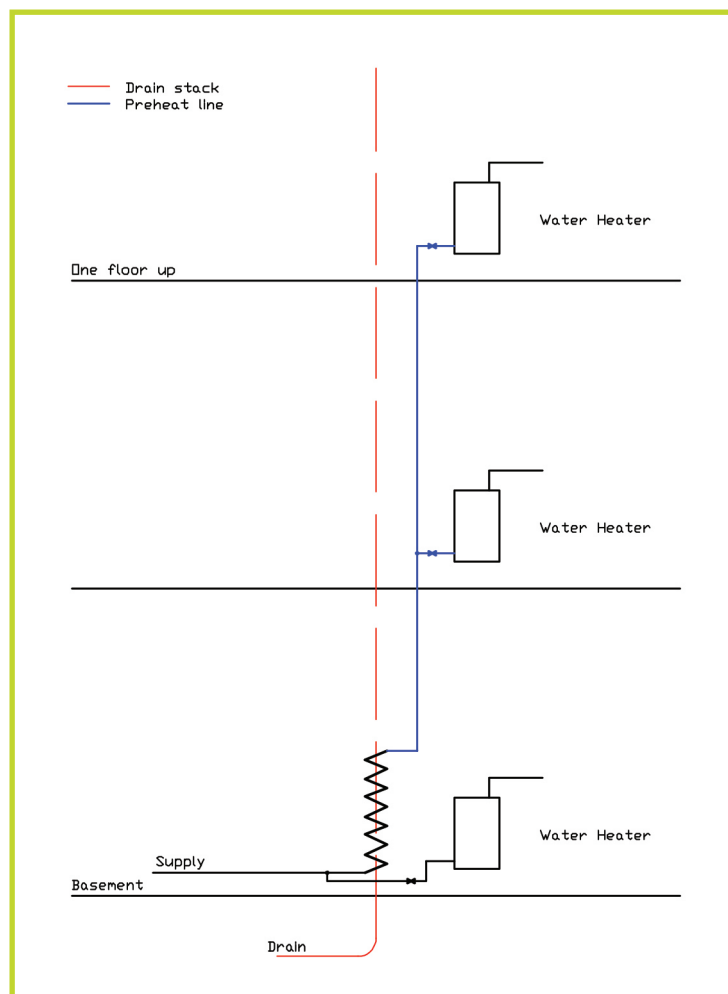 Drain stack
Preheat line
Water Heater
One floor up
Water Heater
Water Heater
Supply
Basement
Drain